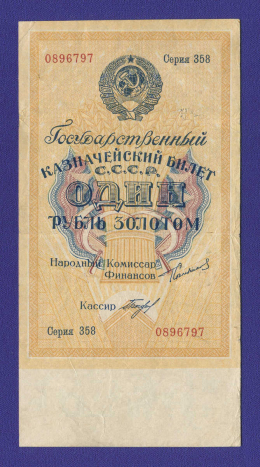 0896797 Серия 358
Государственный
КАЗНАЧЕЙСКИЙ БИЛЕТ
С.С.С.Р.
ОДИН
РУБЛЬ ЗОЛОТОМ
Народный Комиссар
Финансов
Кассир
Серия 358 0896797